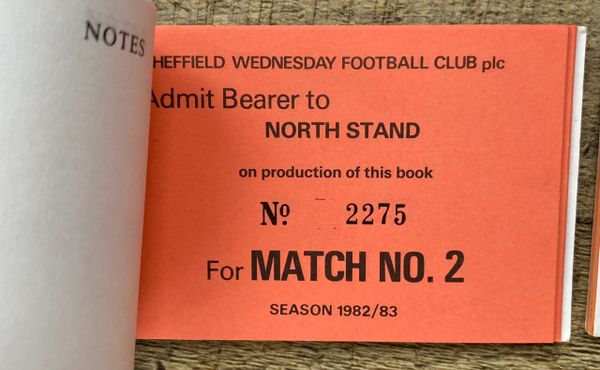 NOTES
HEFFIELD WEDNESDAY FOOTBALL CLUB plc
Admit Bearer to
NORTH STAND
on production of this book
Nº 2275
For MATCH NO. 2
SEASON 1982/83